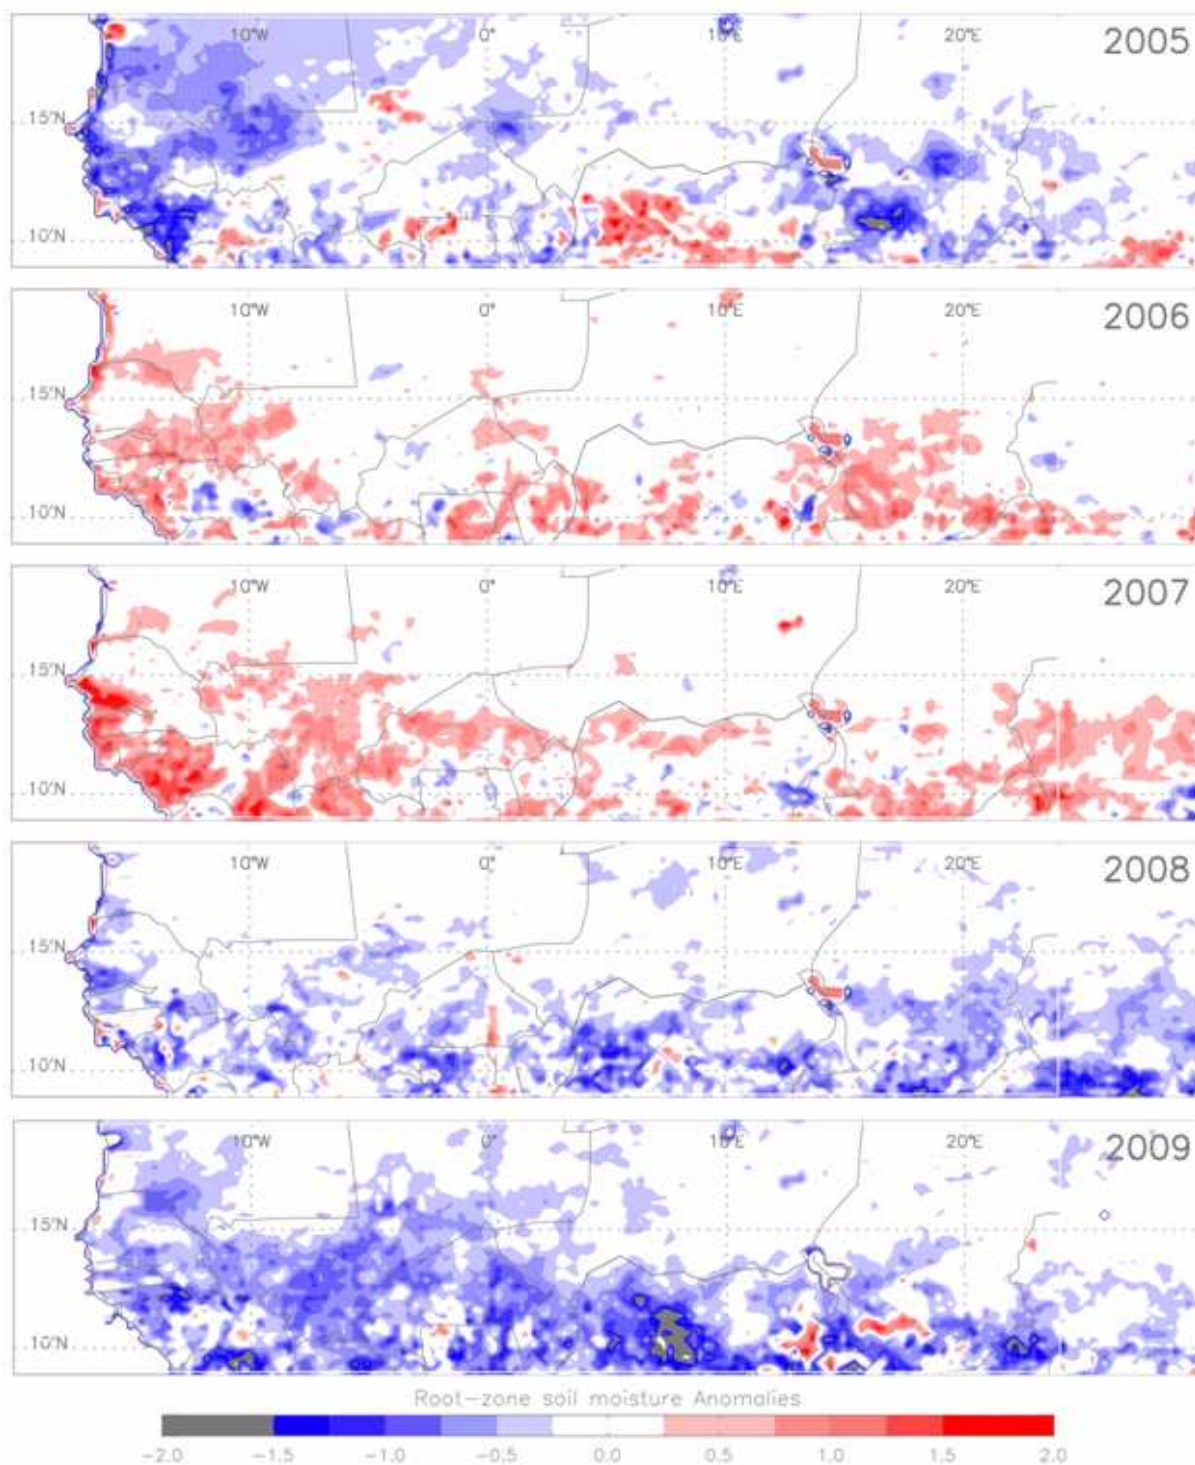 10°W 0° 10°E 20°E 2005
15°N
10°N
10°W 0° 10°E 20°E 2006
15°N
10°N
10°W 0° 10°E 20°E 2007
15°N
10°N
10°W 0° 10°E 20°E 2008
15°N
10°N
10°W 0° 10°E 20°E 2009
15°N
10°N
Root-zone soil moisture Anomalies
-2.0 -1.5 -1.0 -0.5 0.0 0.5 1.0 1.5 2.0